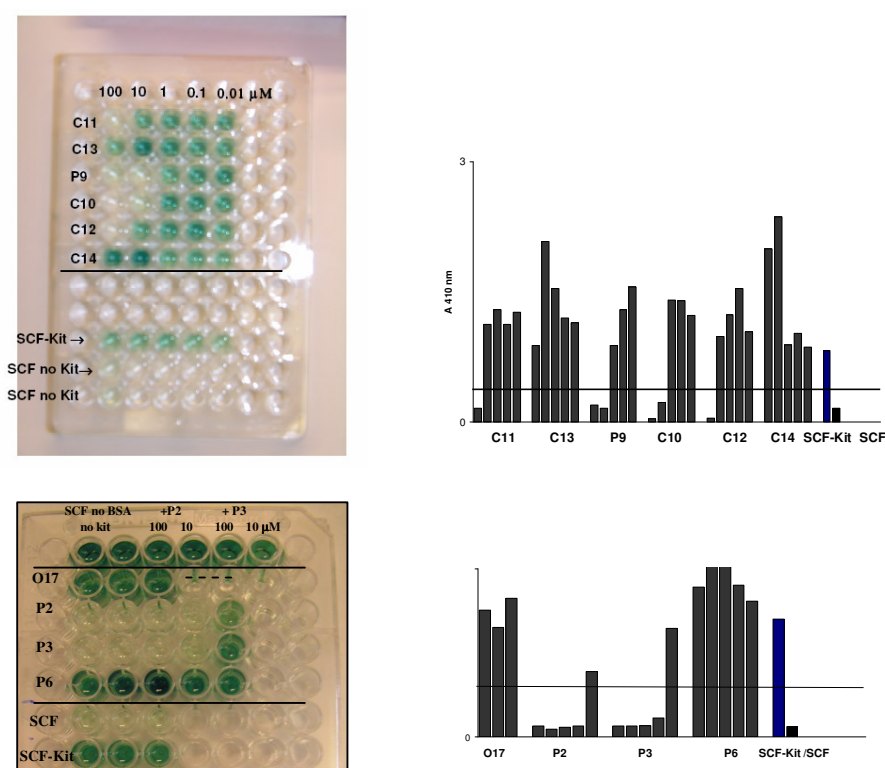 100 10 1 0.1 0.01 µM
C11
C13
P9
C10
C12
C14
SCF-Kit →
SCF no Kit→
SCF no Kit
3
A 410 nm
0
C11 C13 P9 C10 C12 C14 SCF-Kit SCF
SCF no BSA +P2 + P3
no kit 100 10 100 10 µM
O17
P2
P3
P6
SCF
SCF-Kit
0
O17 P2 P3 P6 SCF-Kit /SCF